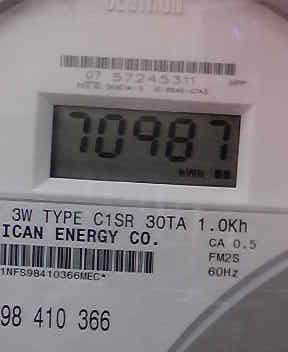 07 57245311
70987
kWh
3W TYPE C1SR 30TA 1.0Kh
ICAN ENERGY CO.
CA 0.5
FM2S
60Hz
1NFS98410366MEC*
98 410 366